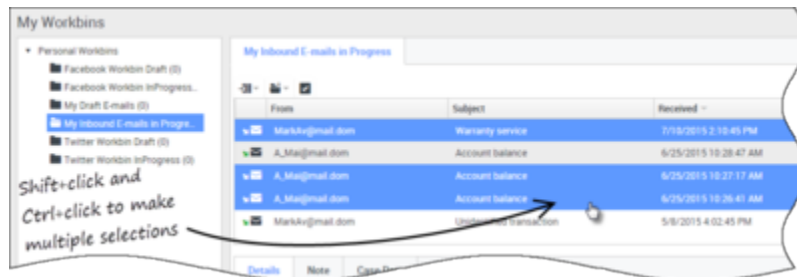 My Workbins
Personal Workbins
Facebook Workbin Draft (0)
Facebook Workbin InProgress..
My Draft E-mails (0)
My Inbound E-mails in Progre..
Twitter Workbin Draft (0)
Twitter Workbin InProgress (0)
Shift+click and
Ctrl+click to make
multiple selections
My Inbound E-mails in Progress
From Subject Received
MarkAv@mail.dom Warranty service 7/10/2015 2:10:45 PM
A_Mai@mail.dom Account balance 6/25/2015 10:28:47 AM
A_Mai@mail.dom Account balance 6/25/2015 10:27:17 AM
A_Mai@mail.dom Account balance 6/25/2015 10:26:41 AM
MarkAv@mail.dom transaction 5/8/2015 4:02:45 PM
Details Note Case